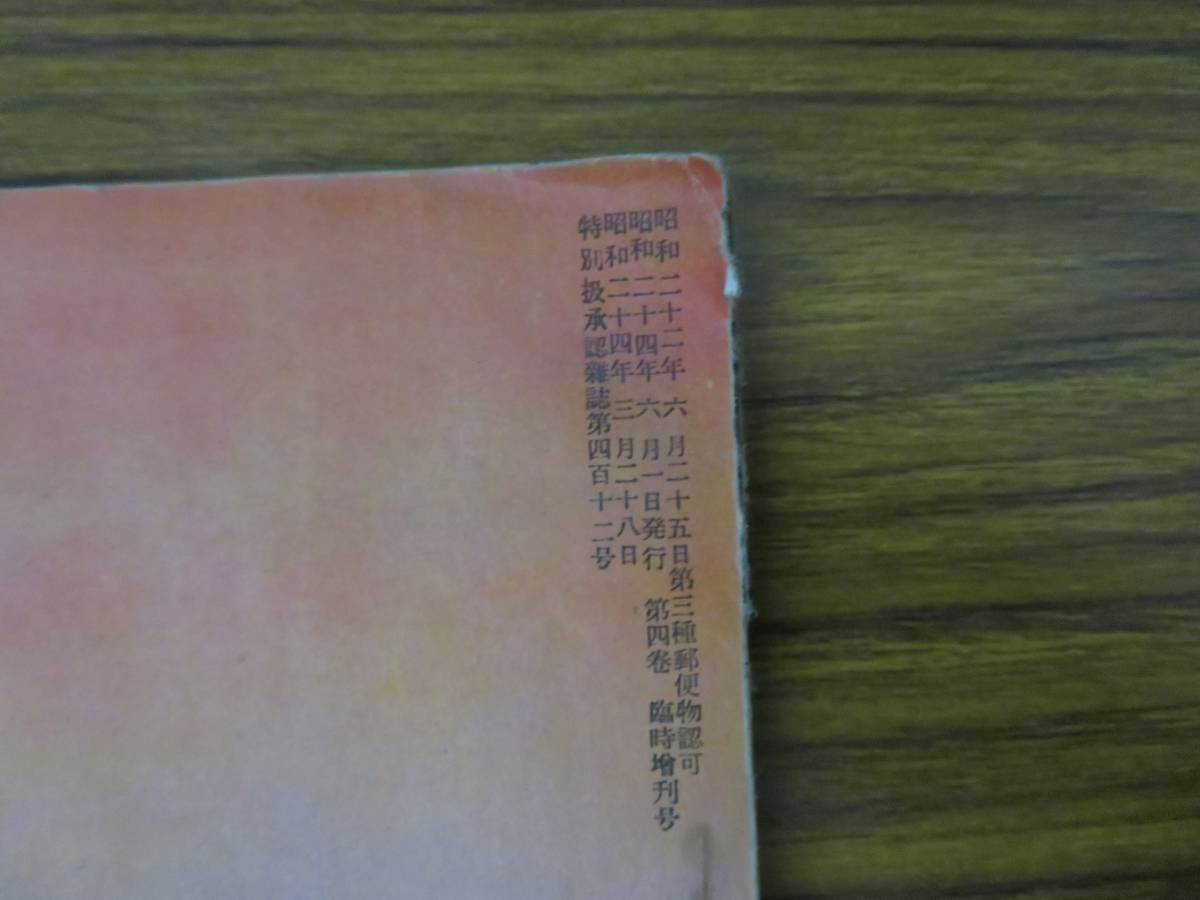 昭和二十二年六月二十五日第三種郵便物認可
昭和二十四年六月一日発行 第四卷 臨時增刊号
昭和二十四年三月二十八日
特別扱承認雜誌第四百十二号